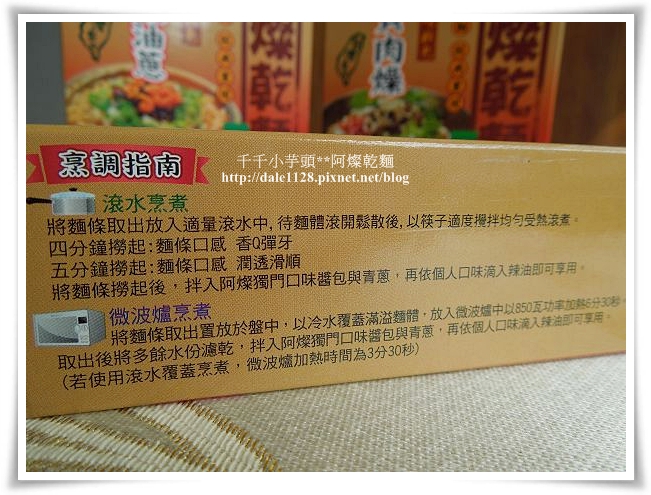 油蔥
燦乾
肉燥
燦乾麵
烹調指南
千千小芋頭**阿燦乾麵
http://dale1128.pixnet.net/blog
滾水烹煮
將麵條取出放入適量滾水中,待麵體滾開鬆散後,以筷子適度攪拌均勻受熱滾煮。
四分鐘撈起:麵條口感 香Q彈牙
五分鐘撈起:麵條口感 潤透滑順
將麵條撈起後，拌入阿燦獨門口味醬包與青蔥，再依個人口味滴入辣油即可享用。
微波爐烹煮
將麵條取出置放於盤中，以冷水覆蓋滿溢麵體，放入微波爐中以850瓦功率加熱6分30秒，
取出後將多餘水份濾乾，拌入阿燦獨門口味醬包與青蔥，再依個人口味滴入辣油即可享用。
(若使用滾水覆蓋烹煮，微波爐加熱時間為3分30秒)